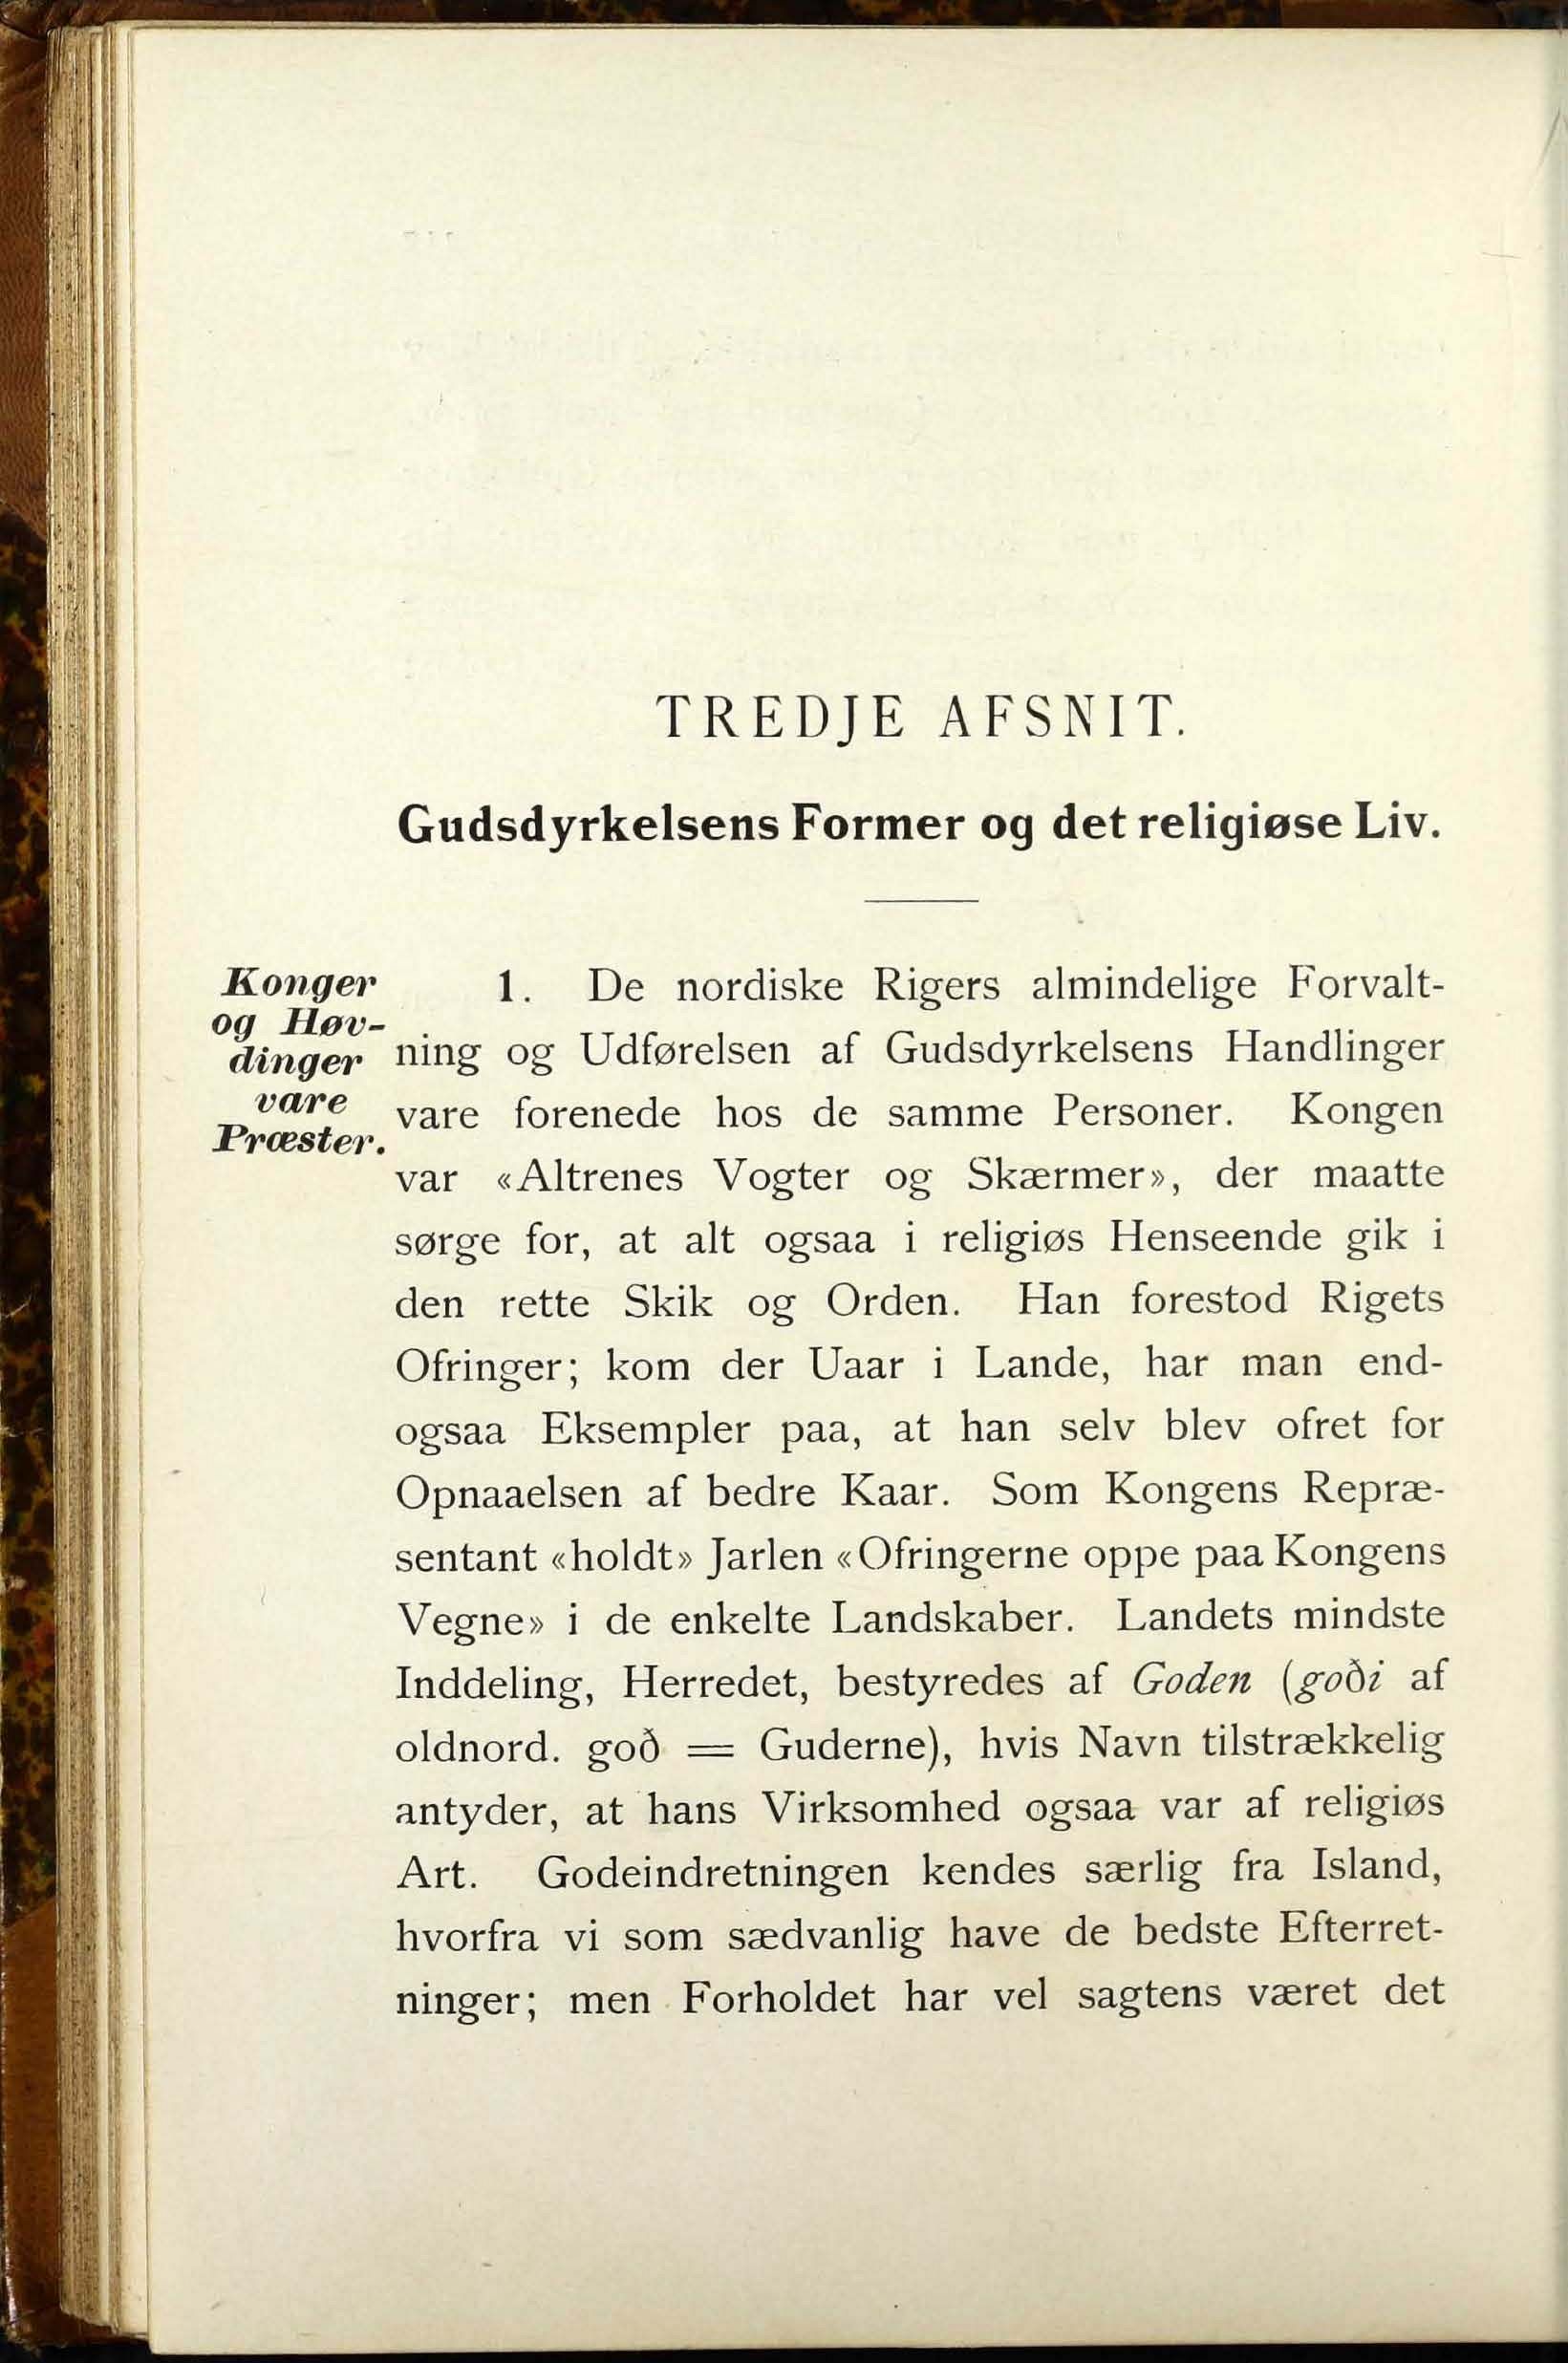 TREDJE AFSNIT.
Gudsdyrkelsens Former og det religiøse Liv.
Konger
og Høv-
dinger
vare
Præster.
1. De nordiske Rigers almindelige Forvalt-
ning og Udførelsen af Gudsdyrkelsens Handlinger
vare forenede hos de samme Personer. Kongen
var «Altrenes Vogter og Skærmer», der maatte
sørge for, at alt ogsaa i religiøs Henseende gik i
den rette Skik og Orden. Han forestod Rigets
Ofringer; kom der Uaar i Lande, har man end-
ogsaa Eksempler paa, at han selv blev ofret for
Opnaaelsen af bedre Kaar. Som Kongens Repræ-
sentant «holdt» Jarlen «Ofringerne oppe paa Kongens
Vegne» i de enkelte Landskaber. Landets mindste
Inddeling, Herredet, bestyredes af Goden (goði af
oldnord. goð = Guderne), hvis Navn tilstrækkelig
antyder, at hans Virksomhed ogsaa var af religiøs
Art. Godeindretningen kendes særlig fra Island,
hvorfra vi som sædvanlig have de bedste Efterret-
ninger; men Forholdet har vel sagtens været det